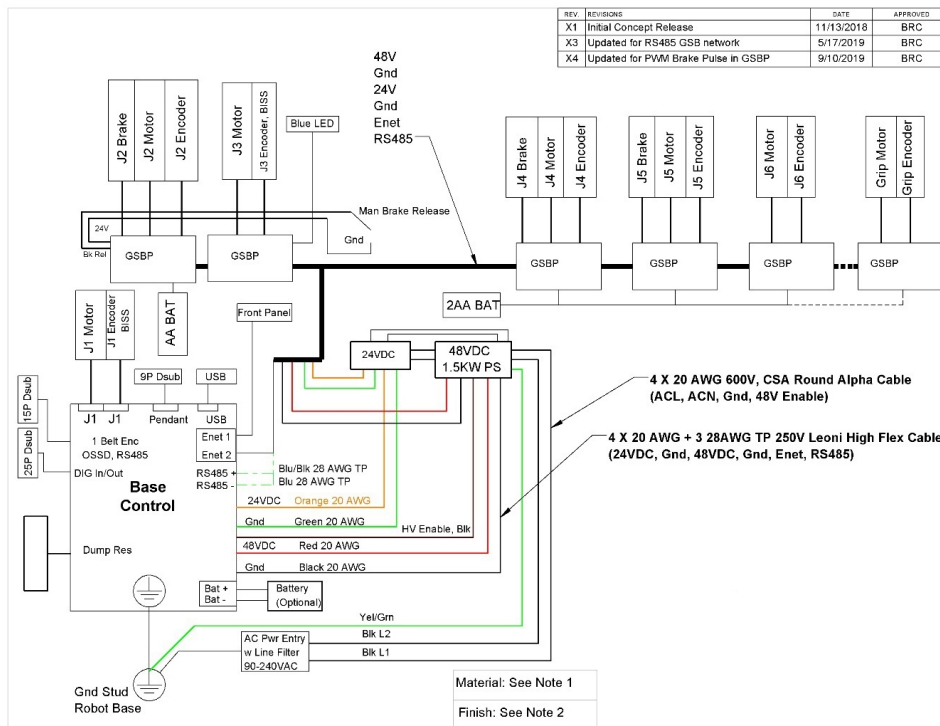 REV. REVISIONS DATE APPROVED
X1 Initial Concept Release 11/13/2018 BRC
X3 Updated for RS485 GSB network 5/17/2019 BRC
X4 Updated for PWM Brake Pulse in GSBP 9/10/2019 BRC
48V
Gnd
24V
Gnd
Enet
RS485
J2 Brake
J2 Motor
J2 Encoder
J3 Motor
J3 Encoder, BISS
Blue LED
J4 Brake
J4 Motor
J4 Encoder
J5 Brake
J5 Motor
J5 Encoder
J6 Motor
J6 Encoder
Grip Motor
Grip Encoder
Man Brake Release
24V
Gnd
Bk Rel
GSBP
GSBP
GSBP
GSBP
GSBP
GSBP
J1 Motor
J1 Encoder
BISS
AA BAT
Front Panel
2AA BAT
24VDC
48VDC
1.5KW PS
15P Dsub
25P Dsub
9P Dsub
USB
J1 J1 Pendant USB
1 Belt Enc
OSSD, RS485
DIG In/Out
Enet 1
Enet 2
RS485 +
RS485 -
Blu/Blk 28 AWG TP
Blu 28 AWG TP
Base
Control
24VDC Orange 20 AWG
Gnd Green 20 AWG
HV Enable, Blk
48VDC Red 20 AWG
Gnd Black 20 AWG
Dump Res
Bat +
Bat -
Battery
(Optional)
4 X 20 AWG 600V, CSA Round Alpha Cable
(ACL, ACN, Gnd, 48V Enable)
4 X 20 AWG + 3 28AWG TP 250V Leoni High Flex Cable
(24VDC, Gnd, 48VDC, Gnd, Enet, RS485)
Yel/Grn
Blk L2
Blk L1
AC Pwr Entry
w Line Filter
90-240VAC
Gnd Stud
Robot Base
Material: See Note 1
Finish: See Note 2